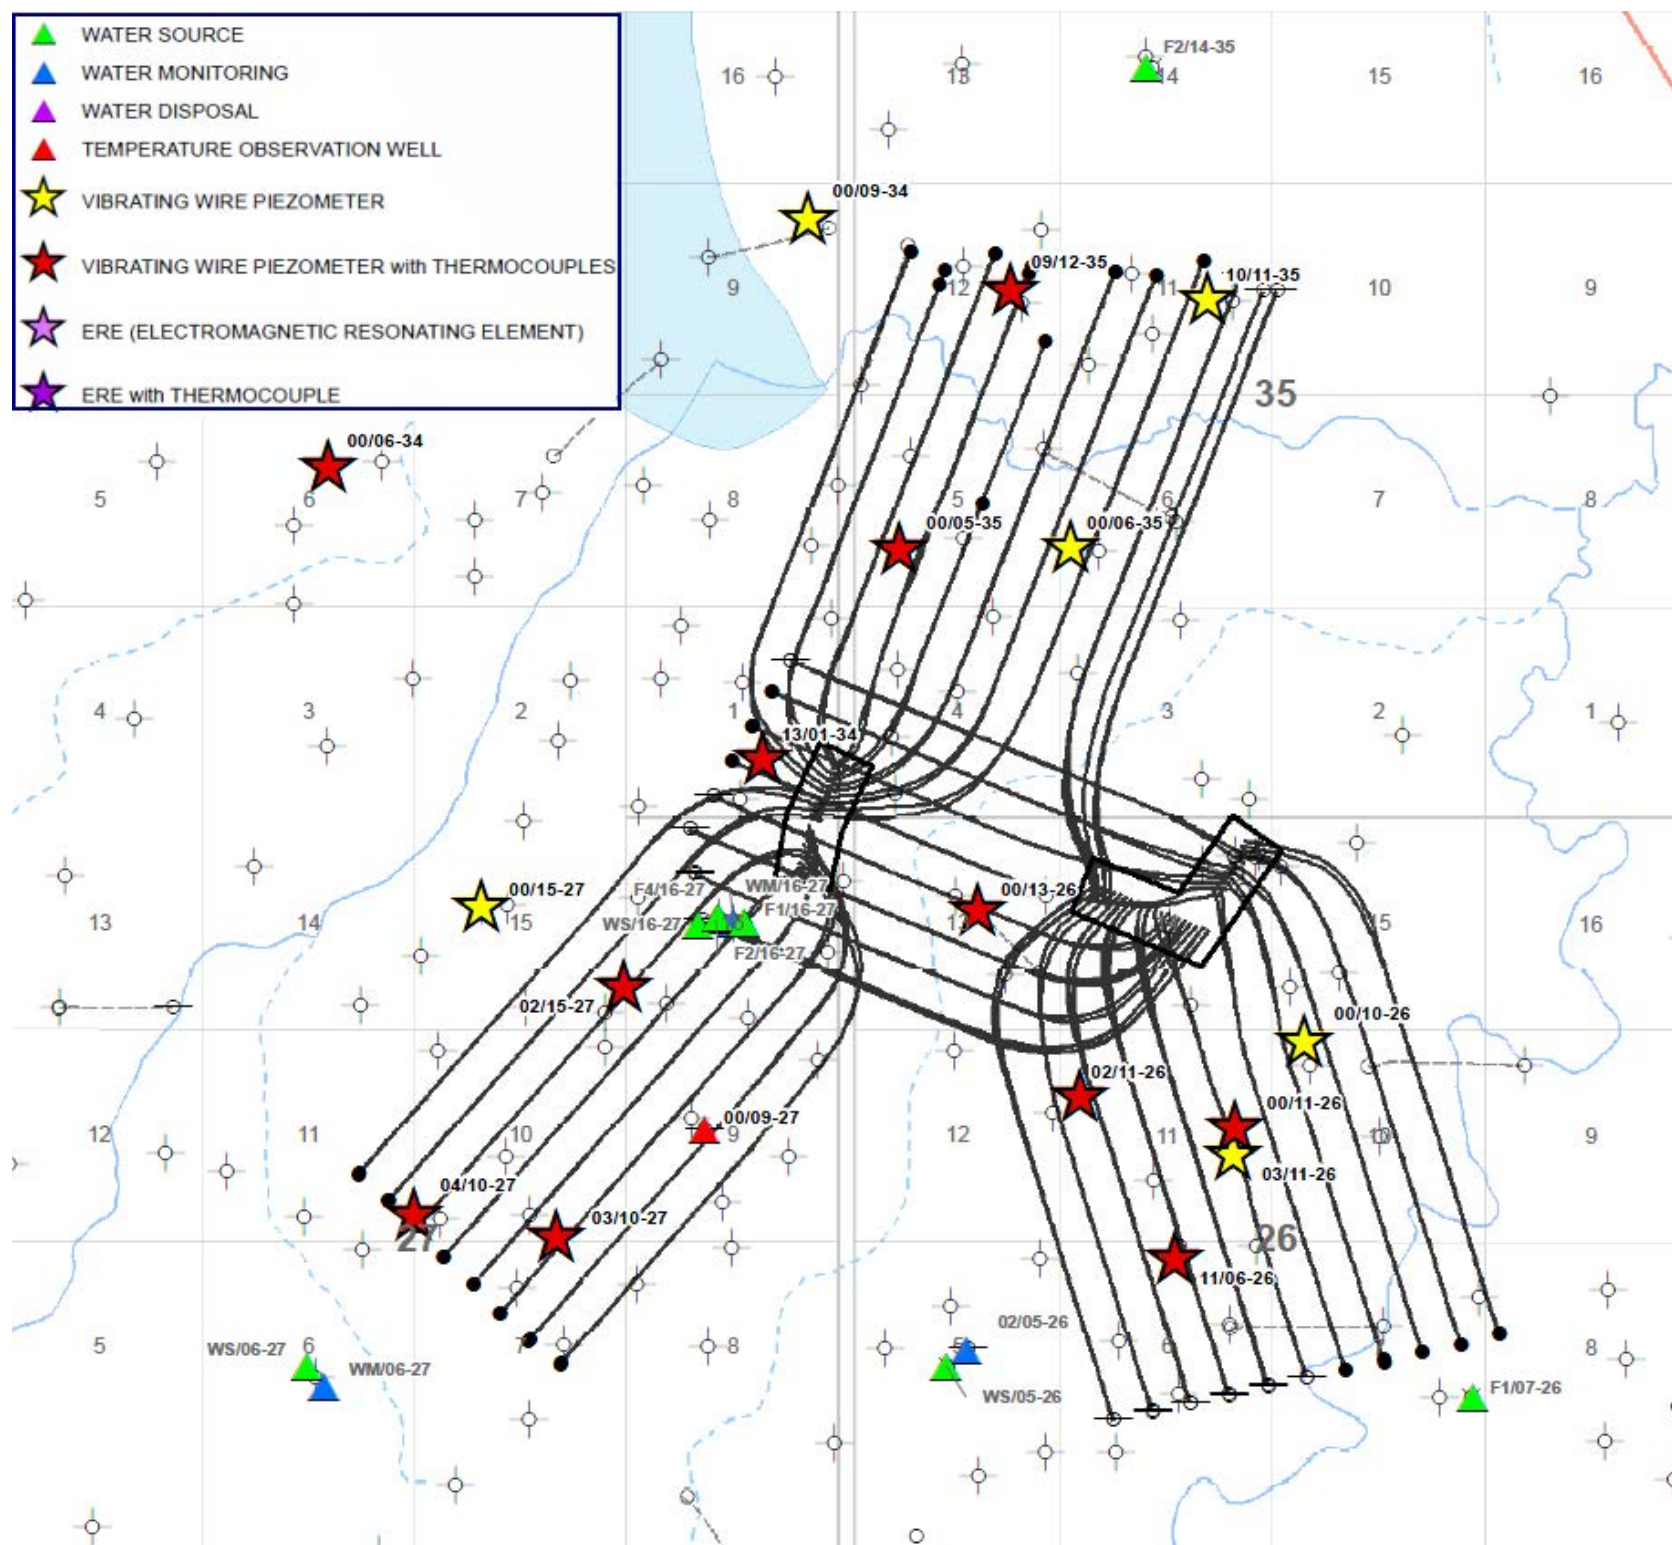 WATER SOURCE
WATER MONITORING
WATER DISPOSAL
TEMPERATURE OBSERVATION WELL
VIBRATING WIRE PIEZOMETER
VIBRATING WIRE PIEZOMETER with THERMOCOUPLES
ERE (ELECTROMAGNETIC RESONATING ELEMENT)
ERE with THERMOCOUPLE
F2/14-35
16 13 14 15 16
00/09-34
09/12-35
10/11-35
9 12 11 10 9
35
00/06-34
5 6 7 8 5 6 7 8
00/05-35 00/06-35
4 3 2 1 4 3 2 1
13/01-34
00/15-27 F4/16-27 WM/16-27 00/13-26
WS/16-27 F1/16-27
13 14 15 16 13 15 16
F2/16-27
02/15-27 00/10-26
02/11-26
00/09-27 00/11-26
12 11 10 9 12 11 10 9
03/11-26
04/10-27
03/10-27
27 26
11/06-26
02/05-26
WS/06-27
5 6 7 8 5 6 7 8
WM/06-27
WS/05-26 F1/07-26